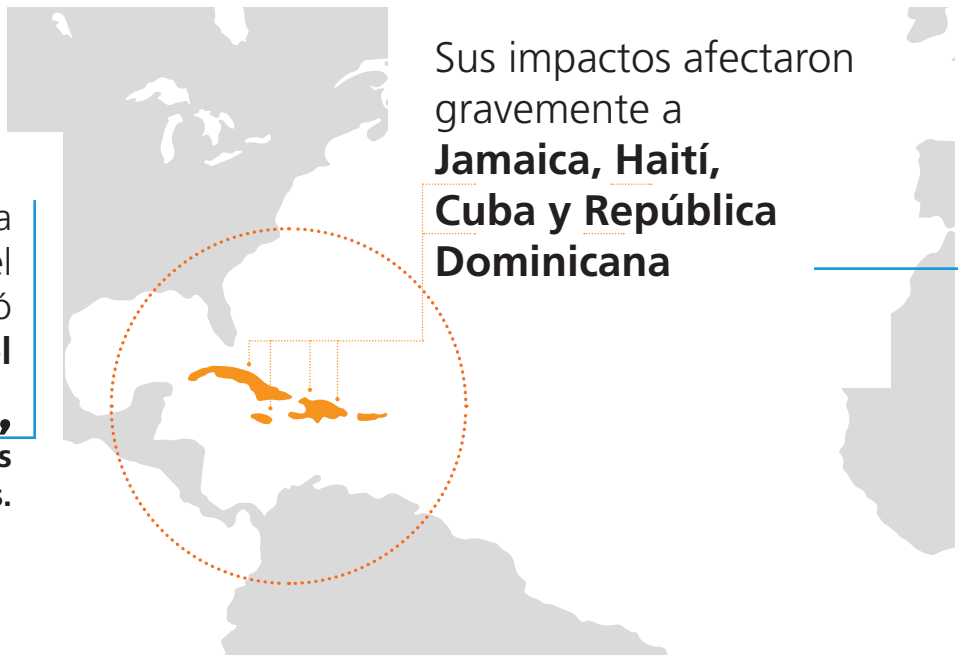 Sus impactos afectaron
gravemente a
Jamaica, Haití,
Cuba y República
Dominicana